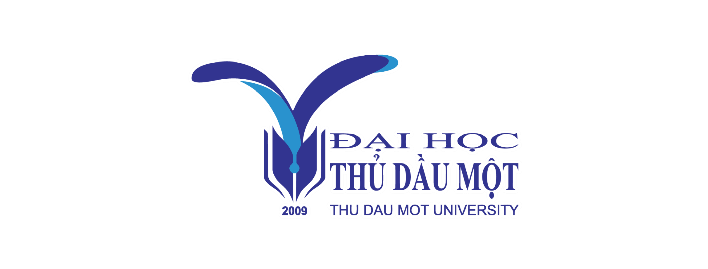 ĐẠI HỌC
THỦ DẦU MỘT
2009
THU DAU MOT UNIVERSITY